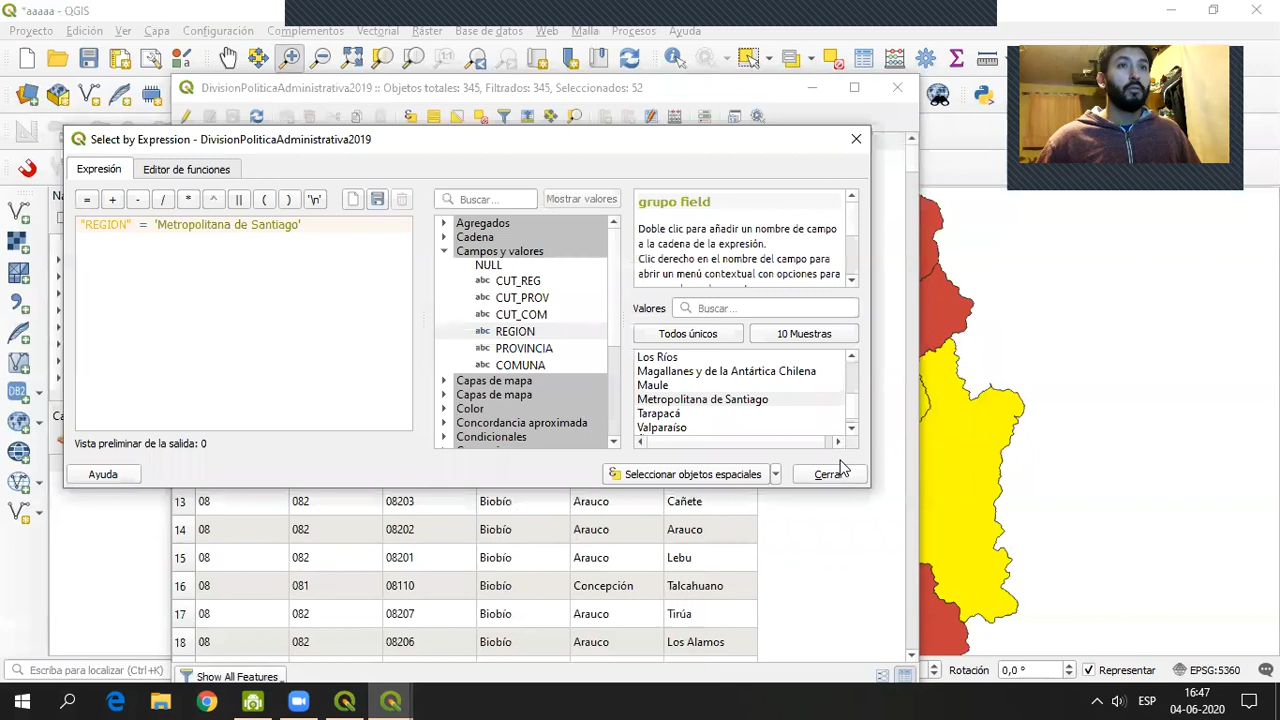 *aaaaa - QGIS
Proyecto Edición Ver Capa Configuración Complementos Vectorial Ráster Base de datos Web Malla Procesos Ayuda
DivisionPoliticaAdministrativa2019 :: Objetos totales: 345, Filtrados: 345, Seleccionados: 52
Select by Expression - DivisionPoliticaAdministrativa2019
Expresión Editor de funciones
= + - / * ^ || ( ) '\n'
Buscar... Mostrar valores
"REGION" = 'Metropolitana de Santiago'
Agregados
Cadena
Campos y valores
NULL
abc CUT_REG
abc CUT_PROV
abc CUT_COM
abc REGION
abc PROVINCIA
abc COMUNA
Capas de mapa
Capas de mapa
Color
Concordancia aproximada
Condicionales
grupo field
Doble clic para añadir un nombre de campo
a la cadena de la expresión.
Clic derecho en el nombre del campo para
abrir un menú contextual con opciones para
Valores Buscar...
Todos únicos 10 Muestras
Los Ríos
Magallanes y de la Antártica Chilena
Maule
Metropolitana de Santiago
Tarapacá
Valparaíso
Vista preliminar de la salida: 0
Ayuda Seleccionar objetos espaciales Cerrar
13 08 082 08203 Biobío Arauco Cañete
14 08 082 08202 Biobío Arauco Arauco
15 08 082 08201 Biobío Arauco Lebu
16 08 081 08110 Biobío Concepción Talcahuano
17 08 082 08207 Biobío Arauco Tirúa
18 08 082 08206 Biobío Arauco Los Alamos
Show All Features
Escriba para localizar (Ctrl+K) Rotación 0,0 ° Representar EPSG:5360
DB2
ESP
16:47
04-06-2020